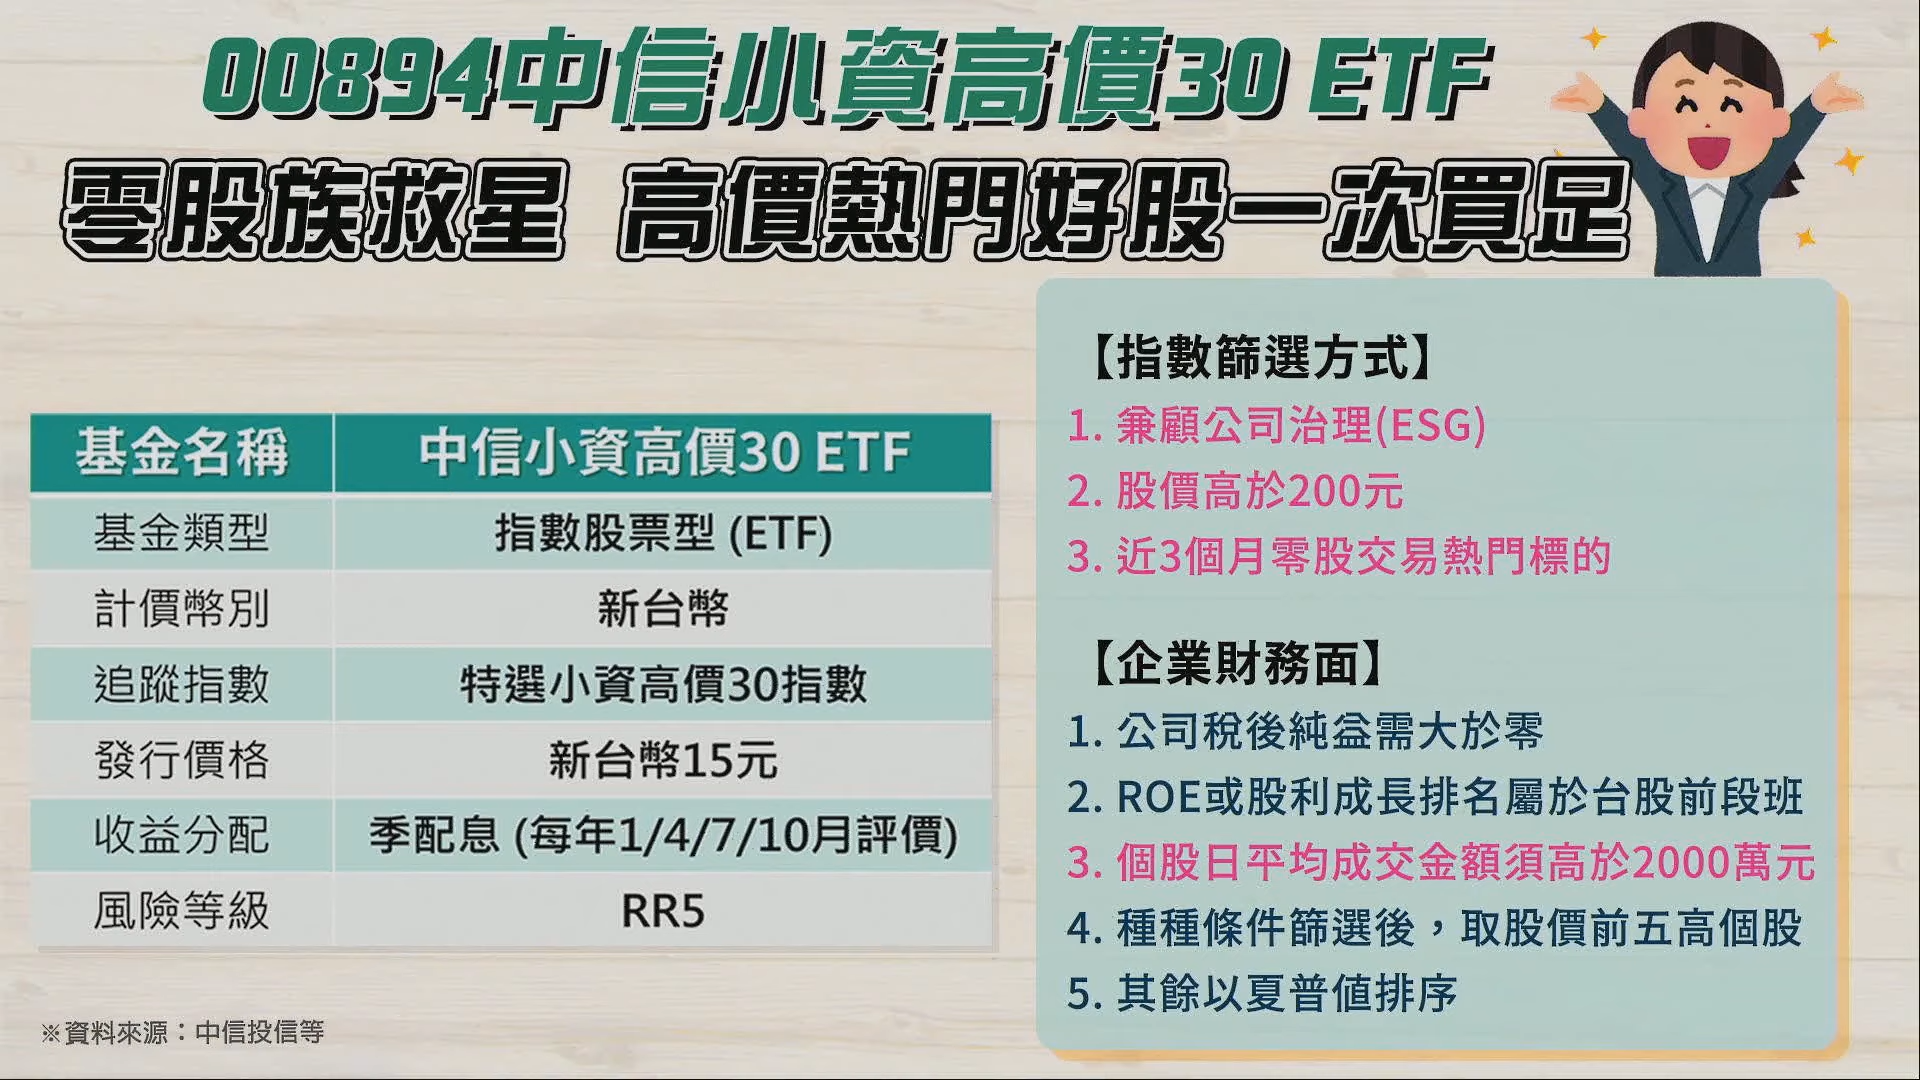 00894中信小資高價30 ETF
零股族救星 高價熱門好股一次買足
基金名稱 中信小資高價30 ETF
基金類型 指數股票型 (ETF)
計價幣別 新台幣
追蹤指數 特選小資高價30指數
發行價格 新台幣15元
收益分配 季配息 (每年1/4/7/10月評價)
風險等級 RR5
※資料來源：中信投信等
【指數篩選方式】
1. 兼顧公司治理(ESG)
2. 股價高於200元
3. 近3個月零股交易熱門標的
【企業財務面】
1. 公司稅後純益需大於零
2. ROE或股利成長排名屬於台股前段班
3. 個股日平均成交金額須高於2000萬元
4. 種種條件篩選後，取股價前五高個股
5. 其餘以夏普值排序